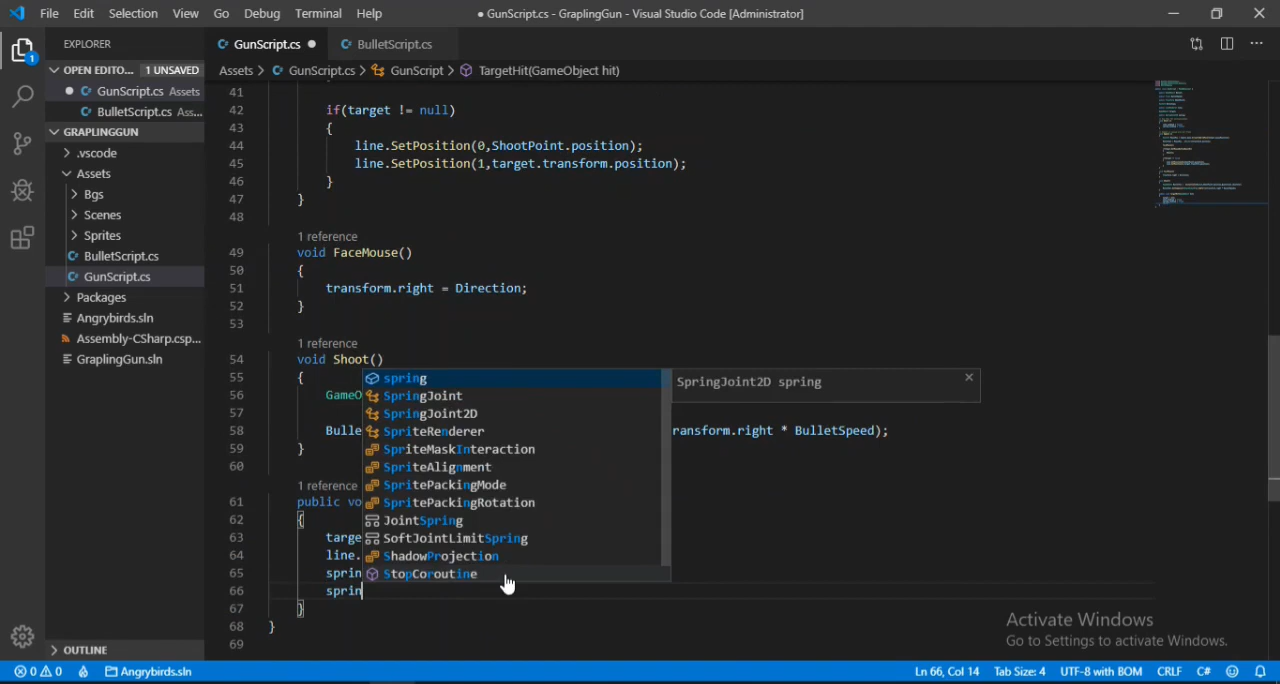 File Edit Selection View Go Debug Terminal Help
● GunScript.cs - GraplingGun - Visual Studio Code [Administrator]
EXPLORER
OPEN EDITO... 1 UNSAVED
GunScript.cs Assets
BulletScript.cs Ass...
GRAPLINGGUN
.vscode
Assets
Bgs
Scenes
Sprites
BulletScript.cs
GunScript.cs
Packages
Angrybirds.sln
Assembly-CSharp.csp...
GraplingGun.sln
OUTLINE
GunScript.cs ● BulletScript.cs
Assets > GunScript.cs > GunScript > TargetHit(GameObject hit)
41
42 if(target != null)
43 {
44 line.SetPosition(0,ShootPoint.position);
45 line.SetPosition(1,target.transform.position);
46 }
47 }
48
1 reference
49 void FaceMouse()
50 {
51 transform.right = Direction;
52 }
53
1 reference
54 void Shoot()
55 {
56 GameO
57
58 Bulle ransform.right * BulletSpeed);
59 }
60
1 reference
61 public vo
62 {
63 targe
64 line.
65 sprin
66 sprin
67 }
68 }
69
spring
SpringJoint
SpringJoint2D
SpriteRenderer
SpriteMaskInteraction
SpriteAlignment
SpritePackingMode
SpritePackingRotation
JointSpring
SoftJointLimitSpring
ShadowProjection
StopCoroutine
SpringJoint2D spring
Activate Windows
Go to Settings to activate Windows.
0 0 Angrybirds.sln
Ln 66, Col 14 Tab Size: 4 UTF-8 with BOM CRLF C#